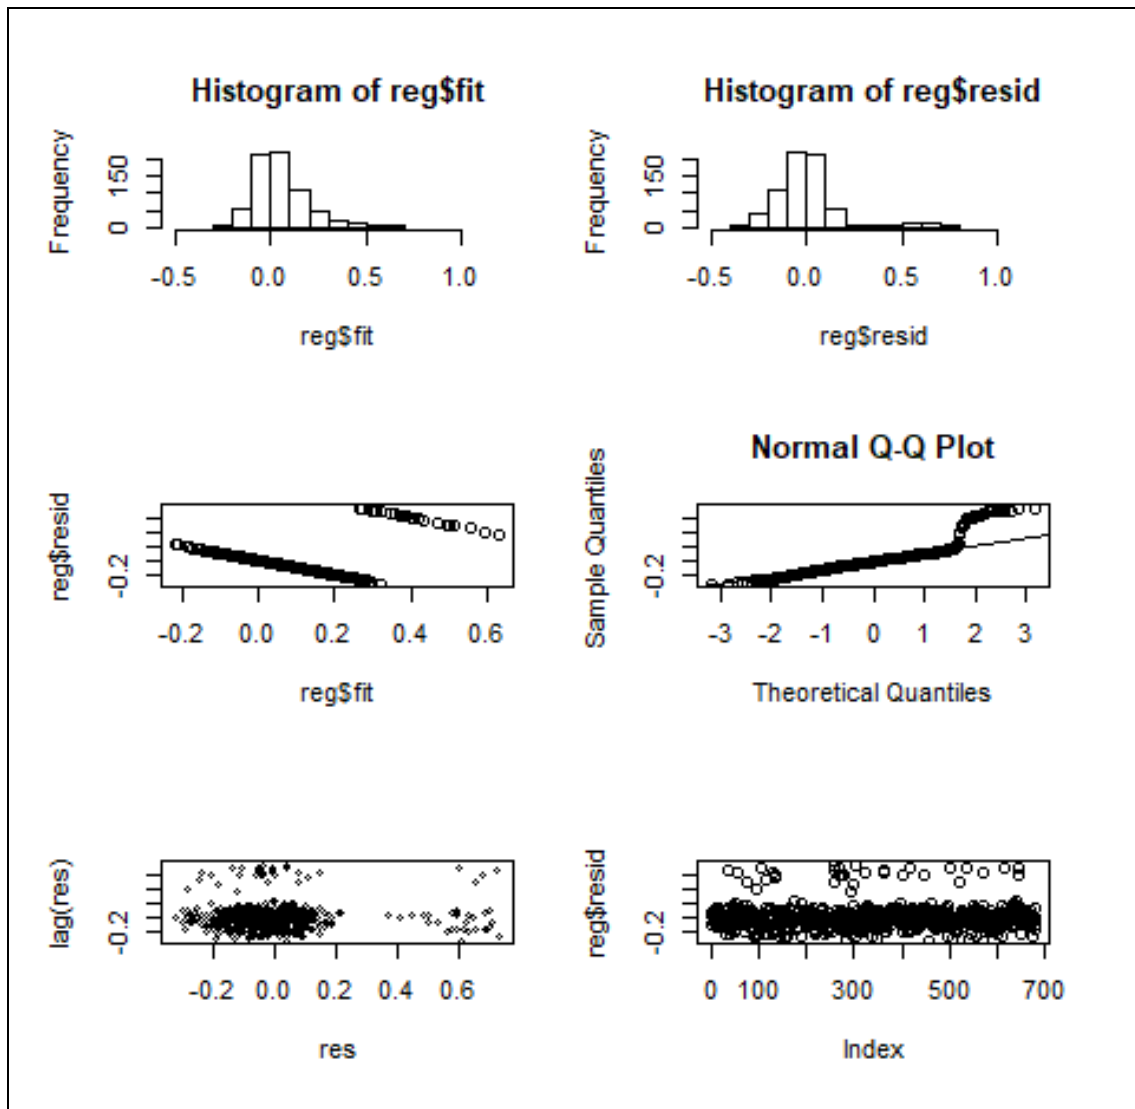 Histogram of reg$fit
Frequency
0 150
-0.5 0.0 0.5 1.0
reg$fit
Histogram of reg$resid
Frequency
0 150
-0.5 0.0 0.5 1.0
reg$resid
reg$resid
-0.2
-0.2 0.0 0.2 0.4 0.6
reg$fit
Normal Q-Q Plot
Sample Quantiles
-0.2
-3 -2 -1 0 1 2 3
Theoretical Quantiles
lag(res)
-0.2
-0.2 0.0 0.2 0.4 0.6
res
reg$resid
-0.2
0 100 300 500 700
Index